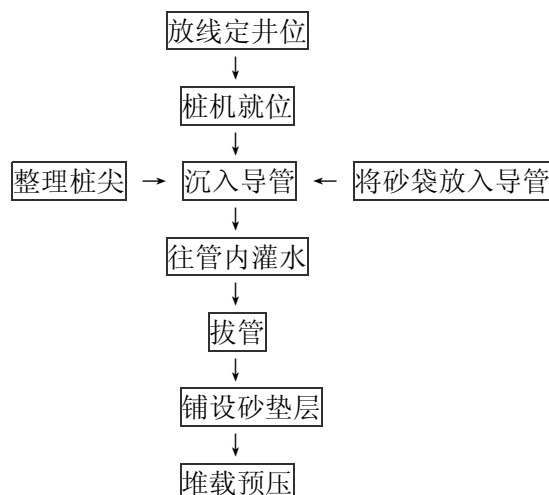 放线定井位
桩机就位
整理桩尖
沉入导管
将砂袋放入导管
往管内灌水
拔管
铺设砂垫层
堆载预压